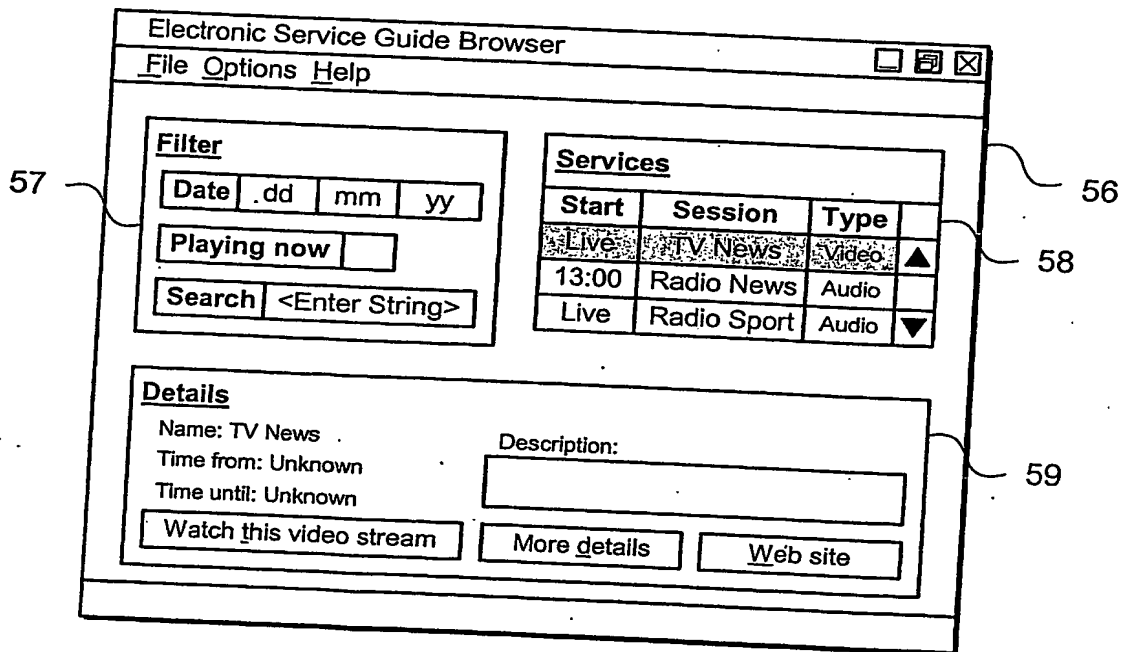 Electronic Service Guide Browser
File Options Help
Filter
Date .dd mm yy
Playing now
Search <Enter String>
57
Services
Start Session Type
Live TV News Video
13:00 Radio News Audio
Live Radio Sport Audio
56
58
Details
Name: TV News
Time from: Unknown
Time until: Unknown
Description:
Watch this video stream
More details
Web site
59